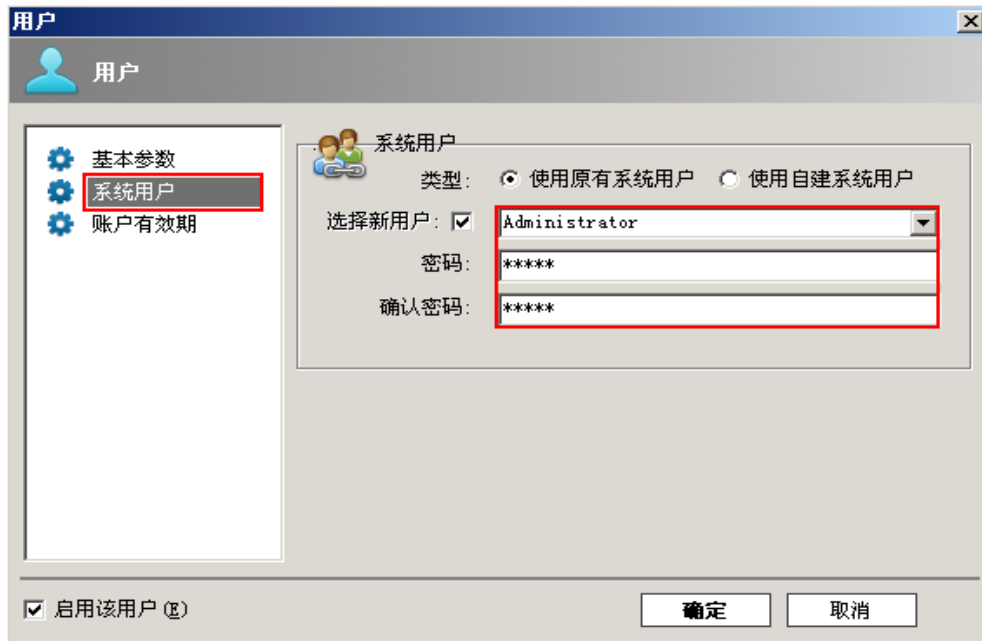 用户
用户
基本参数
系统用户
账户有效期
系统用户
类型: 使用原有系统用户 使用自建系统用户
选择新用户: Administrator
密码: *****
确认密码: *****
启用该用户(E) 确定 取消